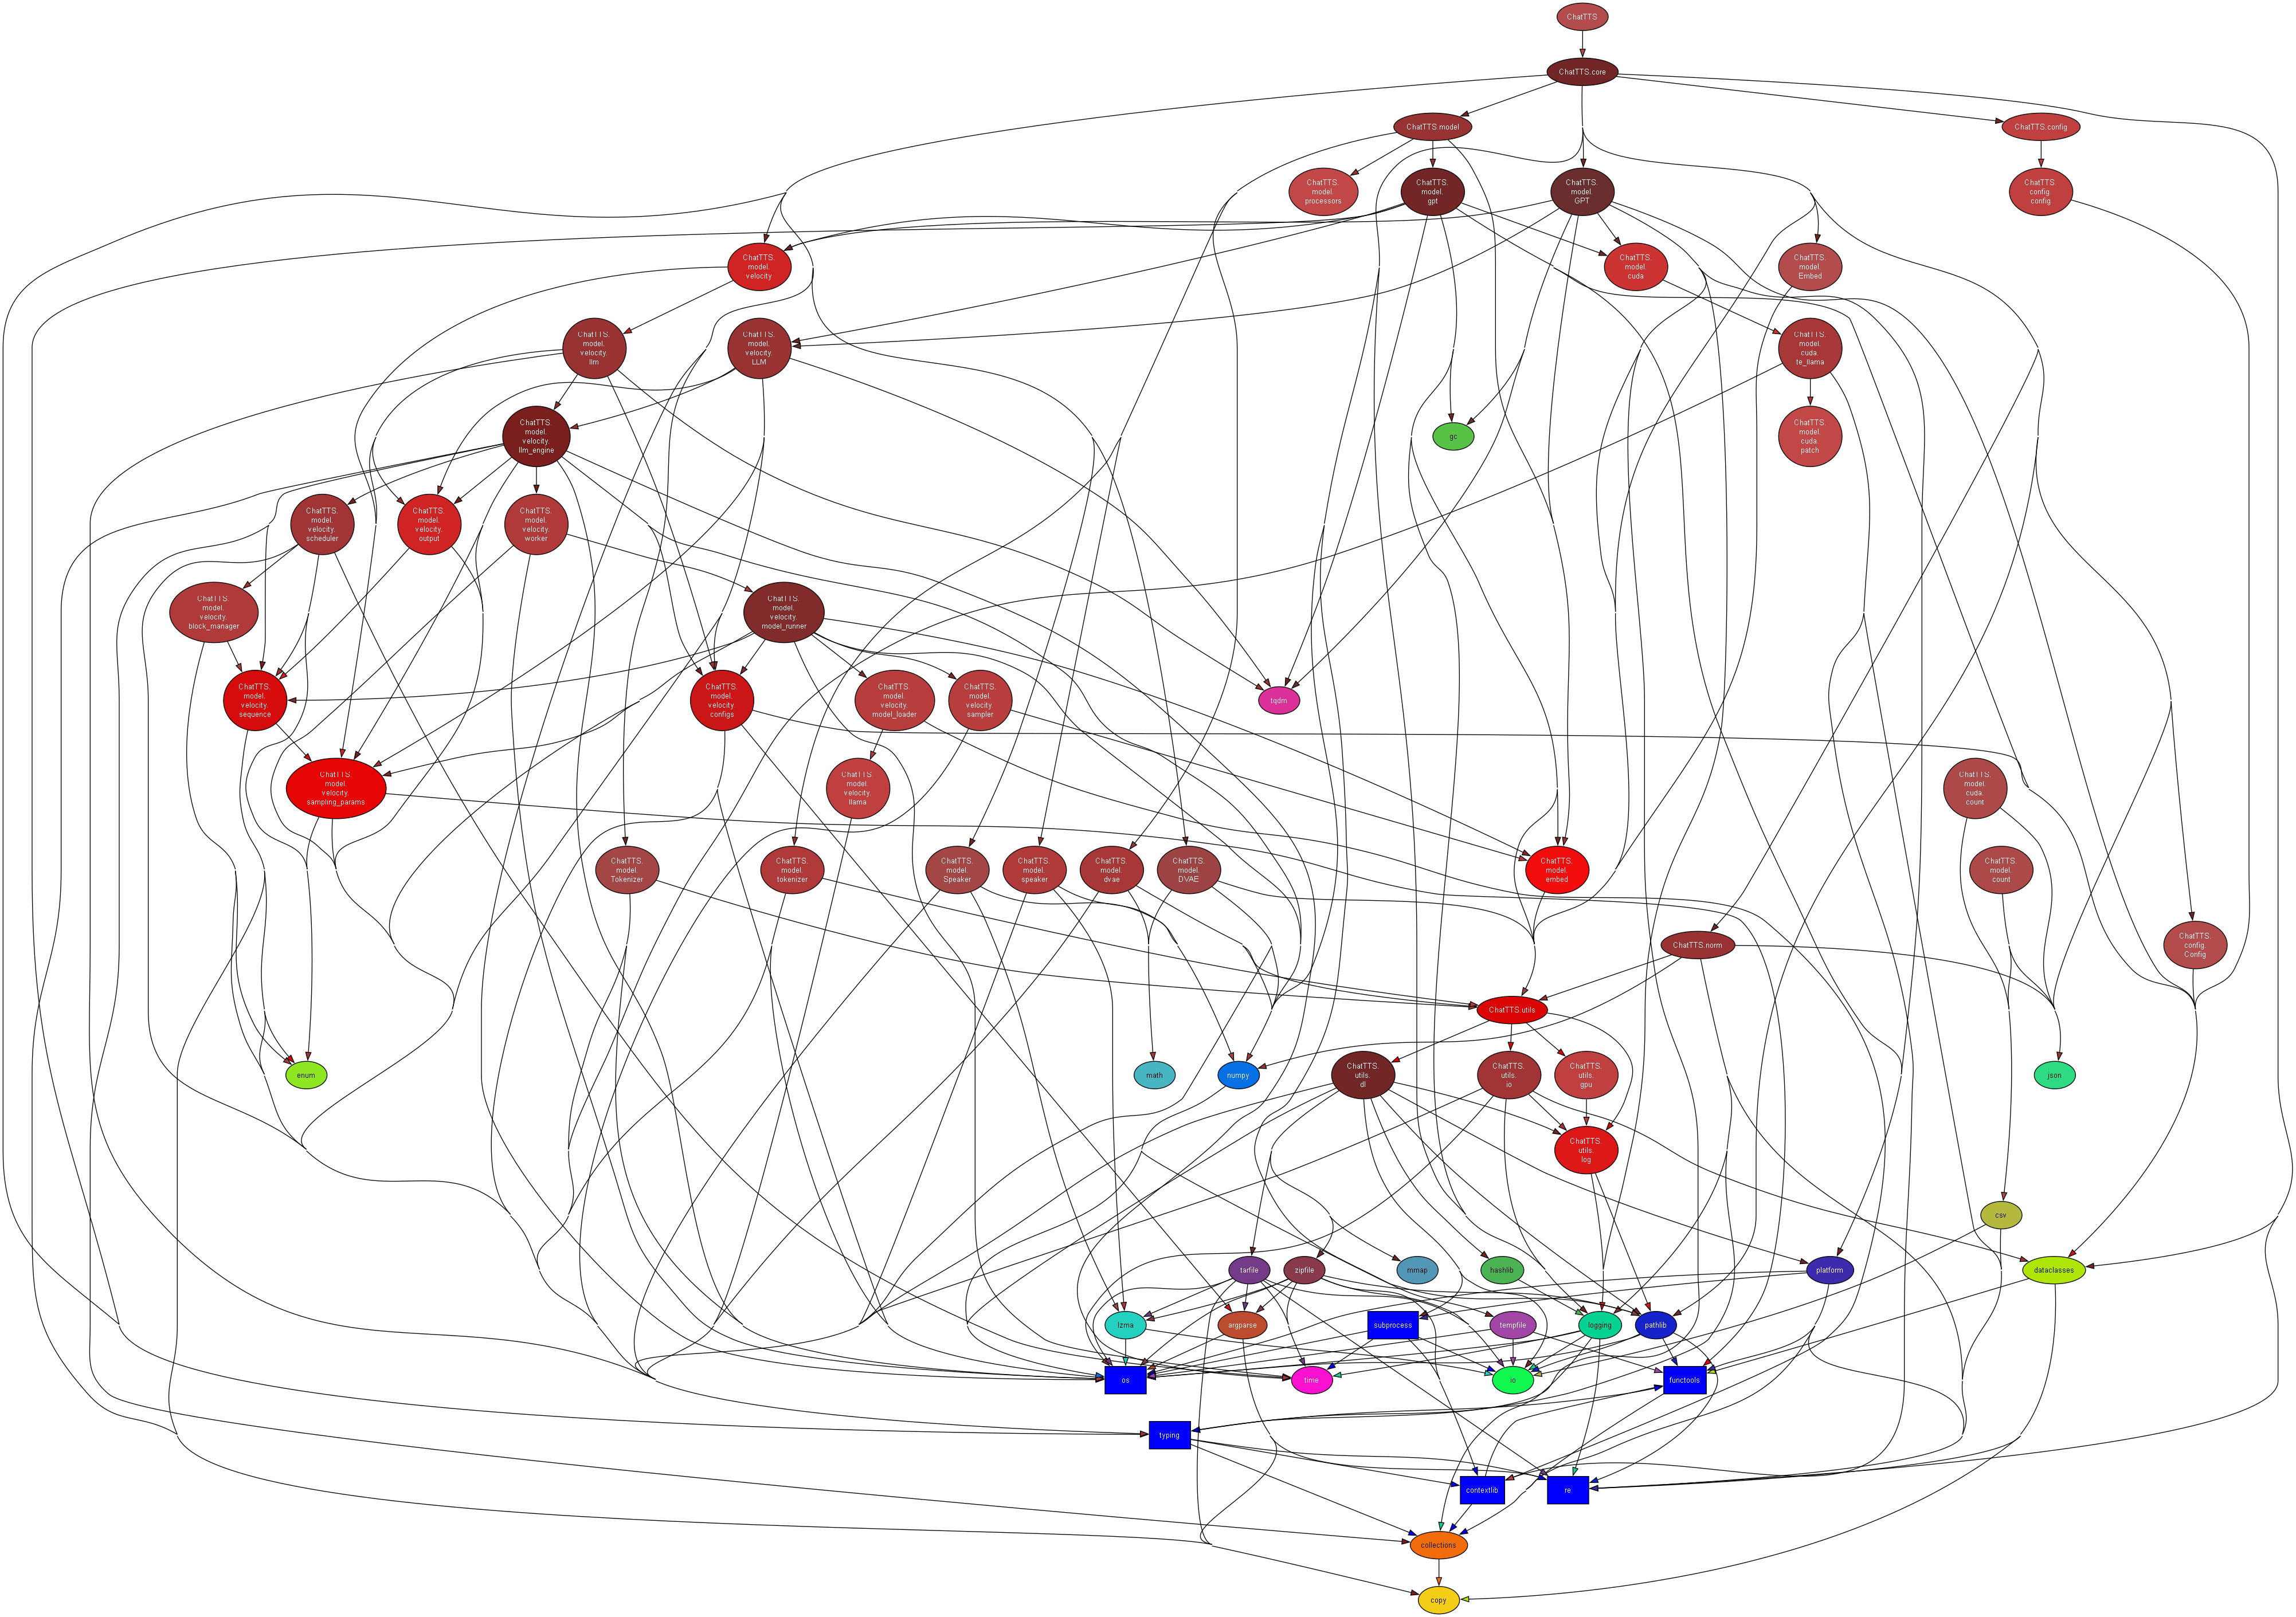 ChatTTS
ChatTTS.core
ChatTTS.model
ChatTTS.config
ChatTTS.
model.
processors
ChatTTS.
model.
gpt
ChatTTS.
model.
GPT
ChatTTS.
config.
config
ChatTTS.
model.
velocity
ChatTTS.
model.
cuda
ChatTTS.
model.
Embed
ChatTTS.
model.
velocity.
llm
ChatTTS.
model.
velocity.
LLM
ChatTTS.
model.
cuda.
te_llama
ChatTTS.
model.
velocity.
llm_engine
gc
ChatTTS.
model.
cuda.
patch
ChatTTS.
model.
velocity.
scheduler
ChatTTS.
model.
velocity.
output
ChatTTS.
model.
velocity.
worker
ChatTTS.
model.
velocity.
block_manager
ChatTTS.
model.
velocity.
model_runner
ChatTTS.
model.
velocity.
sequence
ChatTTS.
model.
velocity.
configs
ChatTTS.
model.
velocity.
model_loader
ChatTTS.
model.
velocity.
sampler
tqdm
ChatTTS.
model.
velocity.
sampling_params
ChatTTS.
model.
velocity.
llama
ChatTTS.
model.
cuda.
count
ChatTTS.
model.
Tokenizer
ChatTTS.
model.
tokenizer
ChatTTS.
model.
Speaker
ChatTTS.
model.
speaker
ChatTTS.
model.
dvae
ChatTTS.
model.
DVAE
ChatTTS.
model.
embed
ChatTTS.
model.
count
ChatTTS.norm
ChatTTS.
config.
Config
ChatTTS.utils
enum
math
numpy
ChatTTS.
utils.
dl
ChatTTS.
utils.
io
ChatTTS.
utils.
gpu
json
ChatTTS.
utils.
log
csv
tarfile
zipfile
mmap
hashlib
platform
dataclasses
lzma
argparse
subprocess
tempfile
logging
pathlib
os
time
io
functools
typing
contextlib
re
collections
copy